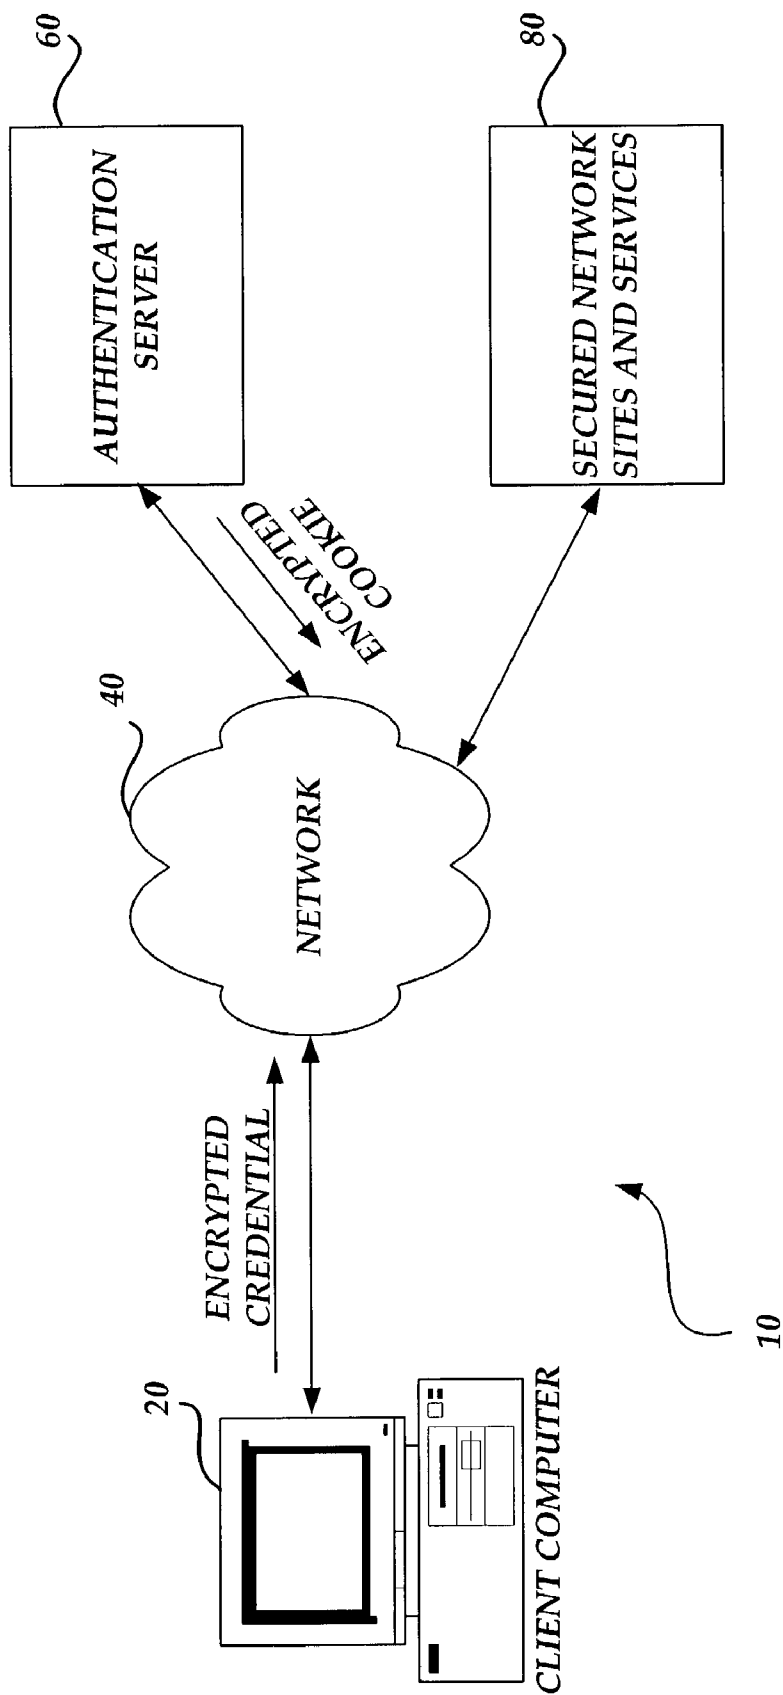 60
AUTHENTICATION
SERVER
80
SECURED NETWORK
SITES AND SERVICES
ENCRYPTED
COOKIE
40
NETWORK
ENCRYPTED
CREDENTIAL
20
CLIENT COMPUTER
10